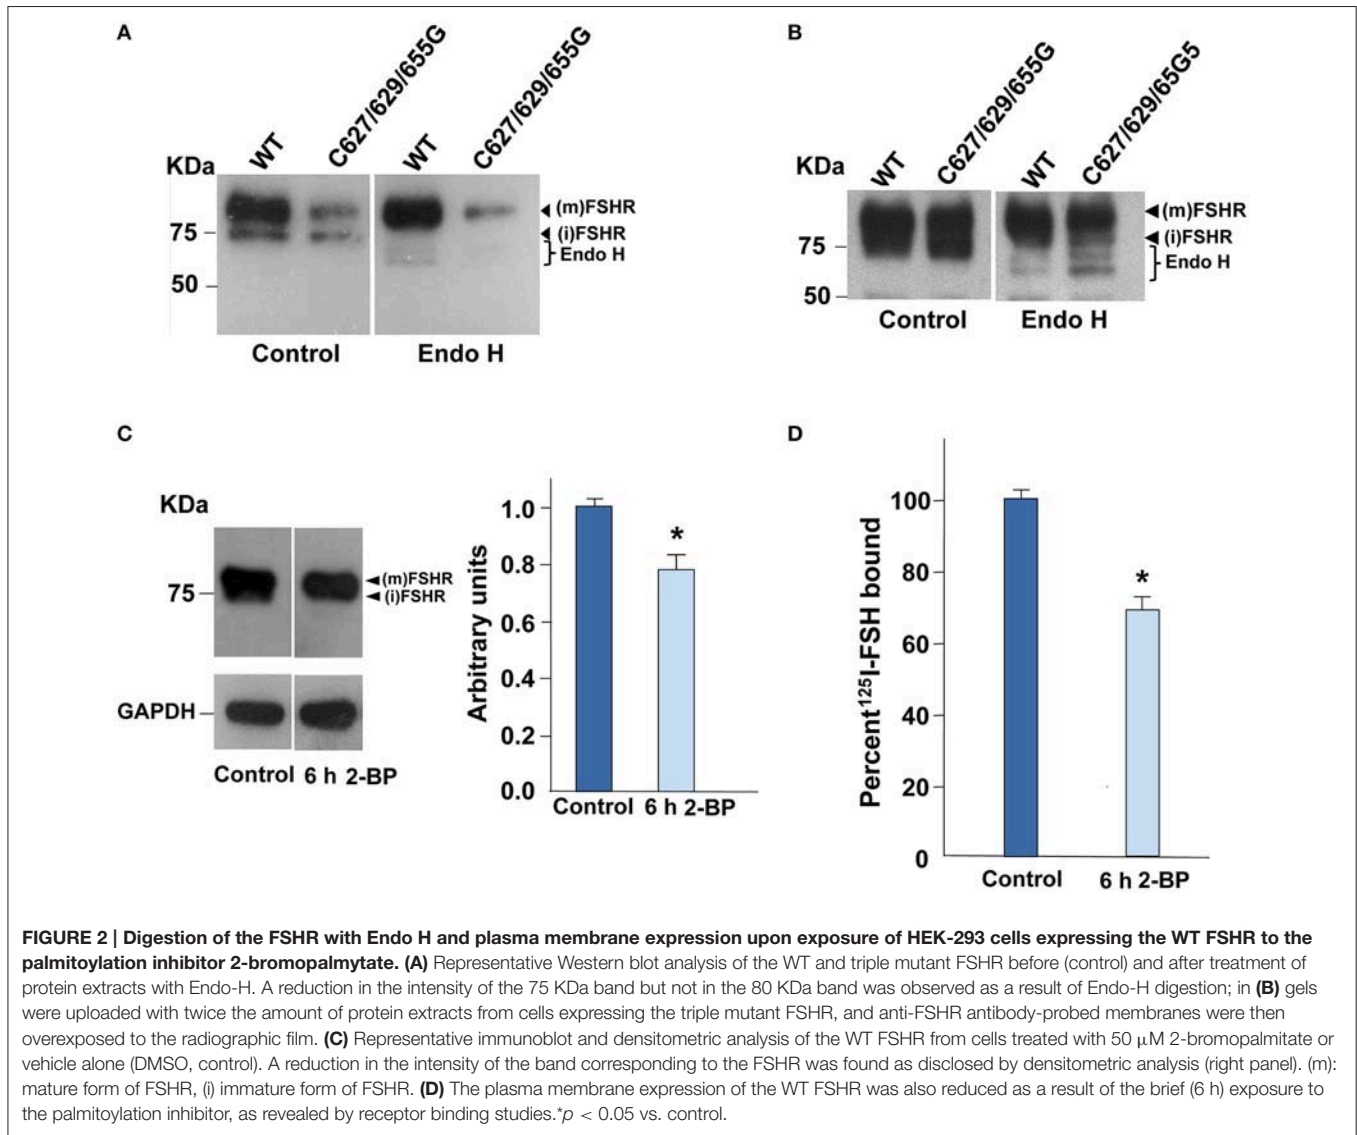 A
WT
C627/629/655G
WT
C627/629/655G
KDa
75
50
(m)FSHR
(i)FSHR
Endo H
Control
Endo H
B
WT
C627/629/655G
WT
C627/629/65G5
KDa
75
50
(m)FSHR
(i)FSHR
Endo H
Control
Endo H
C
KDa
75
(m)FSHR
(i)FSHR
GAPDH
Control 6 h 2-BP
Arbitrary units
1.0
0.8
0.6
0.4
0.2
0.0
*
Control 6 h 2-BP
D
Percent ¹²⁵I-FSH bound
100
80
60
40
20
0
*
Control 6 h 2-BP
FIGURE 2 | Digestion of the FSHR with Endo H and plasma membrane expression upon exposure of HEK-293 cells expressing the WT FSHR to the
palmitoylation inhibitor 2-bromopalmytate. (A) Representative Western blot analysis of the WT and triple mutant FSHR before (control) and after treatment of
protein extracts with Endo-H. A reduction in the intensity of the 75 KDa band but not in the 80 KDa band was observed as a result of Endo-H digestion; in (B) gels
were uploaded with twice the amount of protein extracts from cells expressing the triple mutant FSHR, and anti-FSHR antibody-probed membranes were then
overexposed to the radiographic film. (C) Representative immunoblot and densitometric analysis of the WT FSHR from cells treated with 50 μM 2-bromopalmitate or
vehicle alone (DMSO, control). A reduction in the intensity of the band corresponding to the FSHR was found as disclosed by densitometric analysis (right panel). (m):
mature form of FSHR, (i) immature form of FSHR. (D) The plasma membrane expression of the WT FSHR was also reduced as a result of the brief (6 h) exposure to
the palmitoylation inhibitor, as revealed by receptor binding studies.*p < 0.05 vs. control.